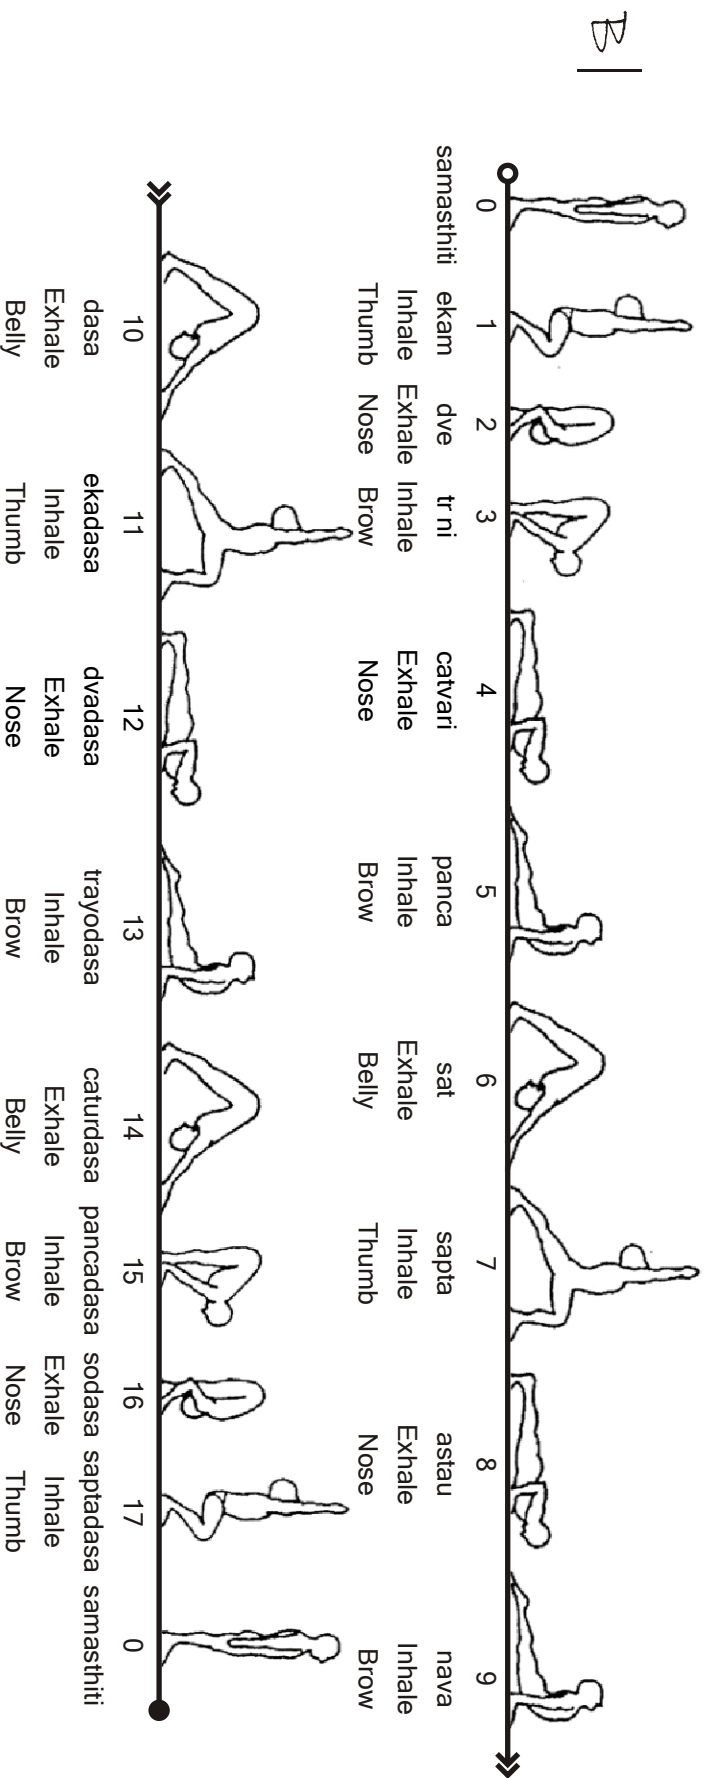 B
0 1 2 3 4 5 6 7 8 9
samasthiti ekam dve trni catvari panca sat sapta astau nava
Inhale Exhale Inhale Exhale Inhale Exhale Inhale Exhale Inhale
Thumb Nose Brow Nose Brow Belly Thumb Nose Brow
10 11 12 13 14 15 16 17 0
dasa ekadasa dvadasa trayodasa caturdasa pancadasa sodasa saptadasa samasthiti
Exhale Inhale Exhale Inhale Exhale Inhale Exhale Inhale
Belly Thumb Nose Brow Belly Brow Nose Thumb